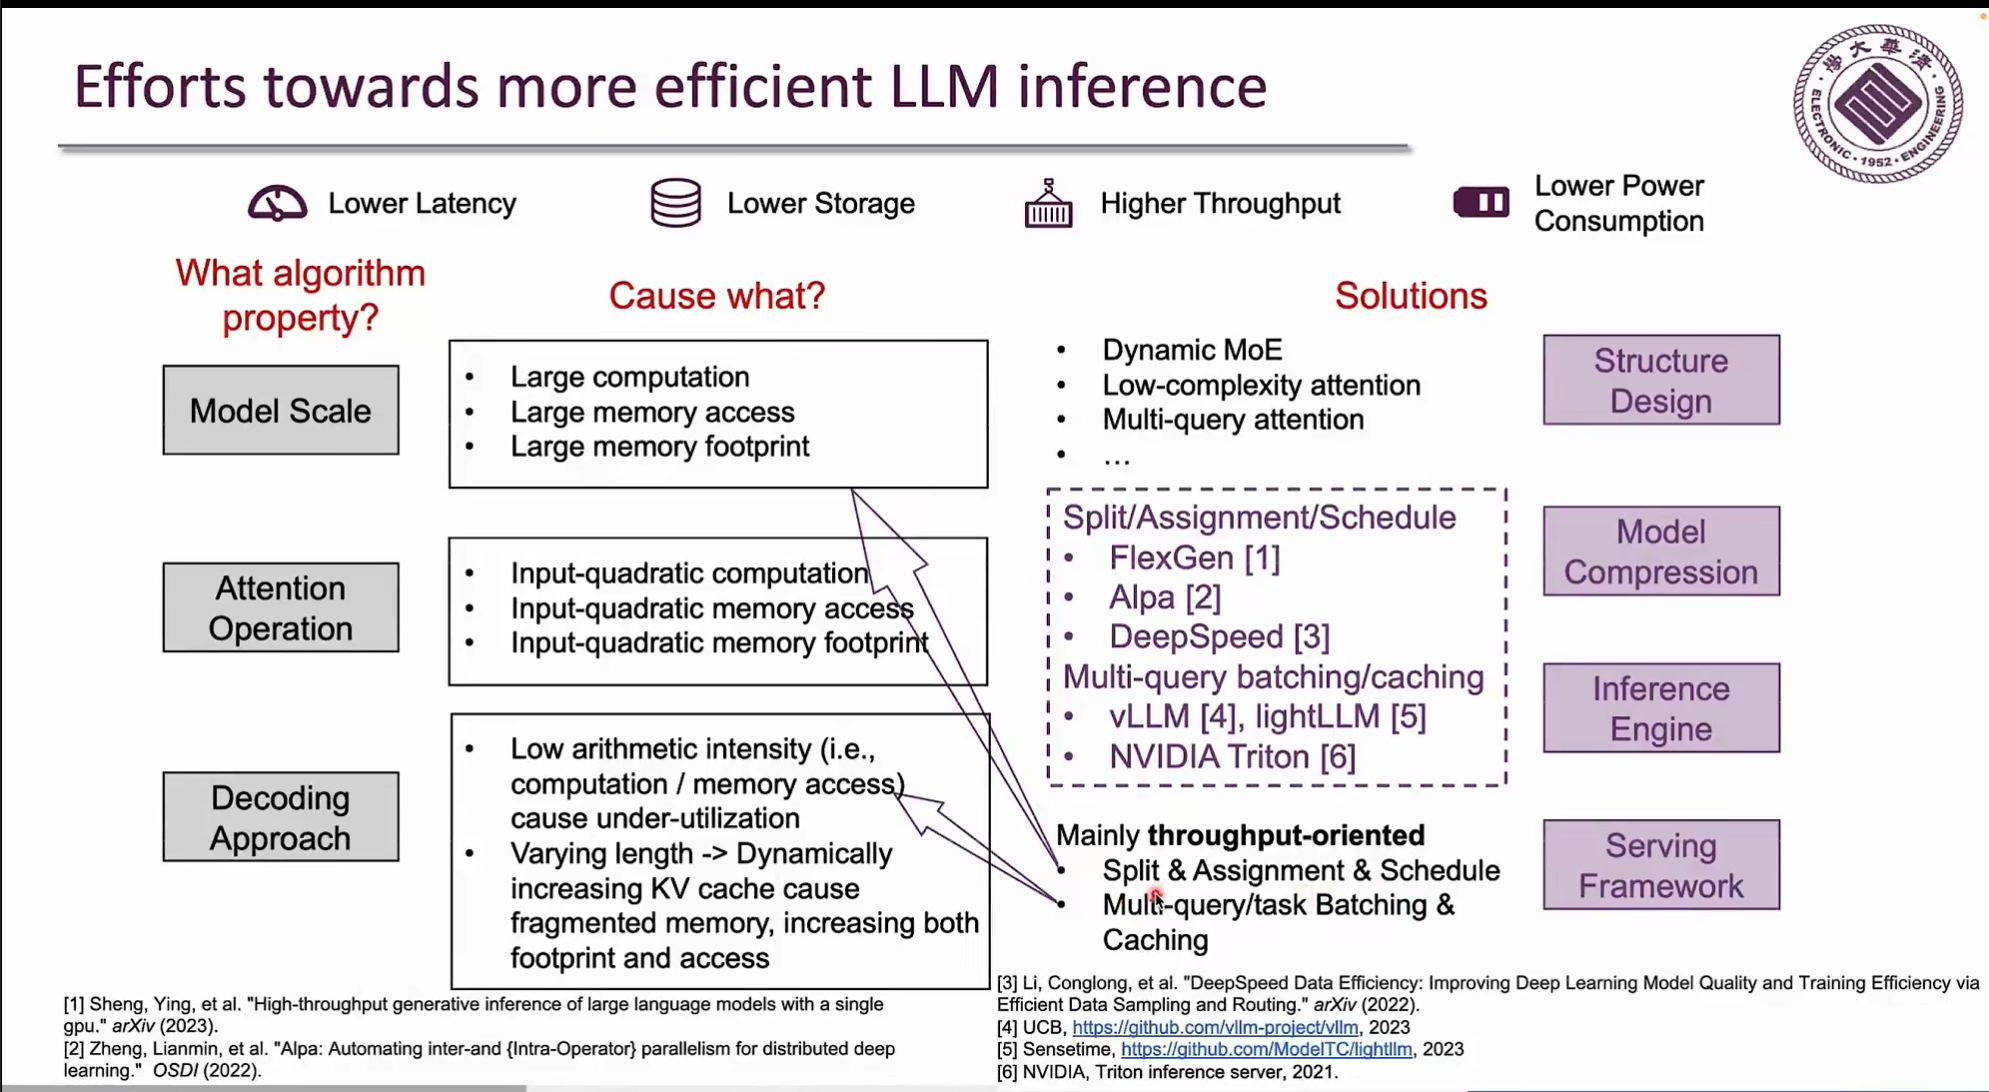 Efforts towards more efficient LLM inference
學大華清
ELECTRONIC • 1952 • ENGINEERING
Lower Latency
Lower Storage
Higher Throughput
Lower Power
Consumption
What algorithm
property?
Cause what?
Solutions
Model Scale
• Large computation
• Large memory access
• Large memory footprint
• Dynamic MoE
• Low-complexity attention
• Multi-query attention
• …
Structure
Design
Attention
Operation
• Input-quadratic computation
• Input-quadratic memory access
• Input-quadratic memory footprint
Split/Assignment/Schedule
• FlexGen [1]
• Alpa [2]
• DeepSpeed [3]
Multi-query batching/caching
• vLLM [4], lightLLM [5]
• NVIDIA Triton [6]
Model
Compression
Inference
Engine
Decoding
Approach
• Low arithmetic intensity (i.e.,
computation / memory access)
cause under-utilization
• Varying length -> Dynamically
increasing KV cache cause
fragmented memory, increasing both
footprint and access
Mainly throughput-oriented
• Split & Assignment & Schedule
• Multi-query/task Batching &
Caching
Serving
Framework
[1] Sheng, Ying, et al. "High-throughput generative inference of large language models with a single
gpu." arXiv (2023).
[2] Zheng, Lianmin, et al. "Alpa: Automating inter-and {Intra-Operator} parallelism for distributed deep
learning." OSDI (2022).
[3] Li, Conglong, et al. "DeepSpeed Data Efficiency: Improving Deep Learning Model Quality and Training Efficiency via
Efficient Data Sampling and Routing." arXiv (2022).
[4] UCB, https://github.com/vllm-project/vllm, 2023
[5] Sensetime, https://github.com/ModelTC/lightllm, 2023
[6] NVIDIA, Triton inference server, 2021.